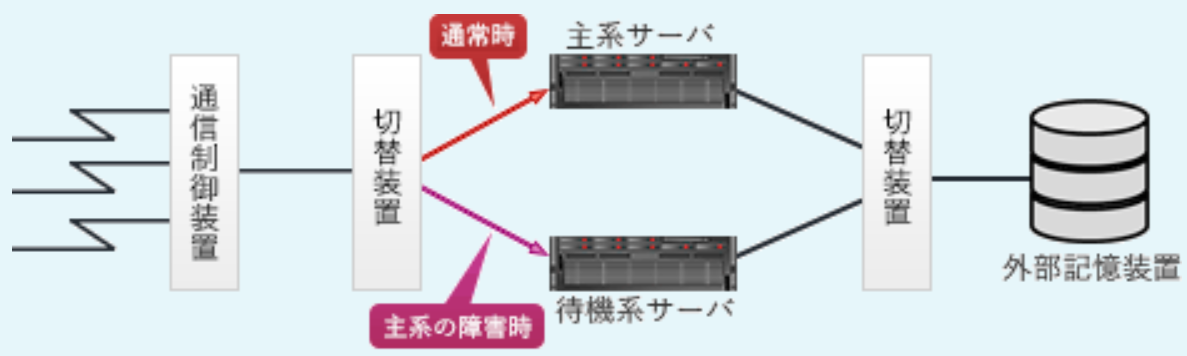 通常時
主系サーバ
通信制御装置
切替装置
切替装置
外部記憶装置
待機系サーバ
主系の障害時